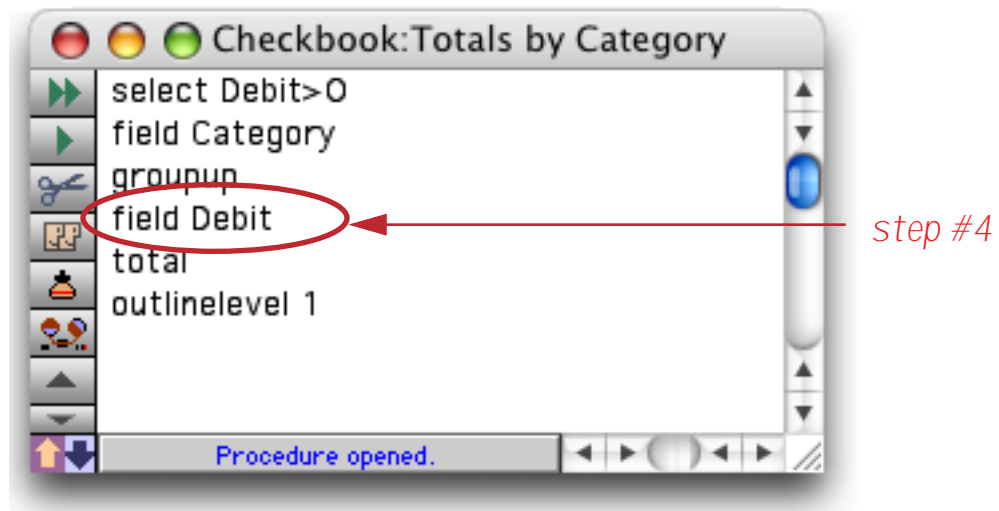 Checkbook:Totals by Category
select Debit>0
field Category
groupup
field Debit
step #4
total
outlinelevel 1
Procedure opened.